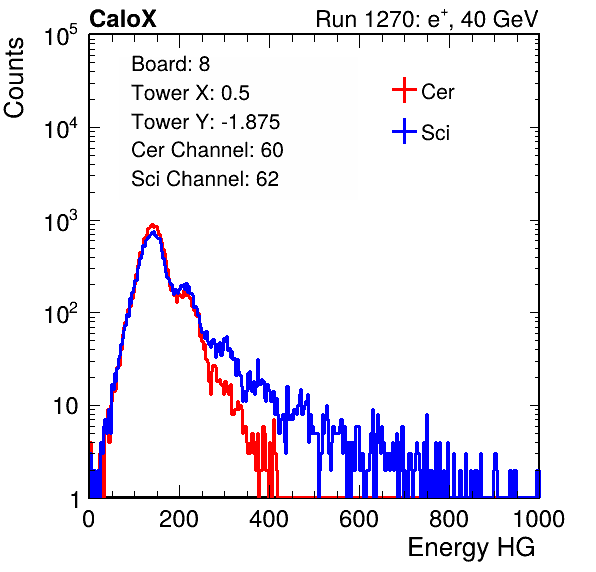 CaloX Run 1270: e⁺, 40 GeV
Counts
Board: 8
Tower X: 0.5
Tower Y: -1.875
Cer Channel: 60
Sci Channel: 62
Cer
Sci
10⁵
10⁴
10³
10²
10
1
0 200 400 600 800 1000
Energy HG